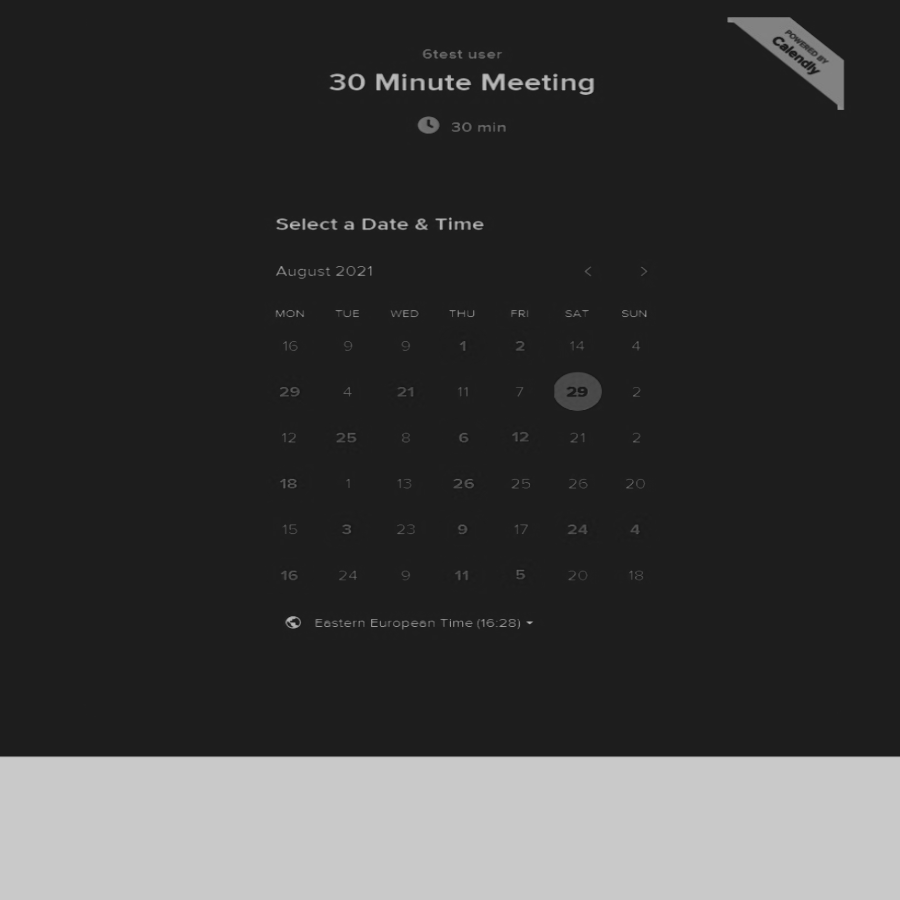 POWERED BY
Calendly
6test user
30 Minute Meeting
30 min
Select a Date & Time
August 2021
MON TUE WED THU FRI SAT SUN
16 9 9 1 2 14 4
29 4 21 11 7 29 2
12 25 8 6 12 21 2
18 1 13 26 25 26 20
15 3 23 9 17 24 4
16 24 9 11 5 20 18
Eastern European Time (16:28)